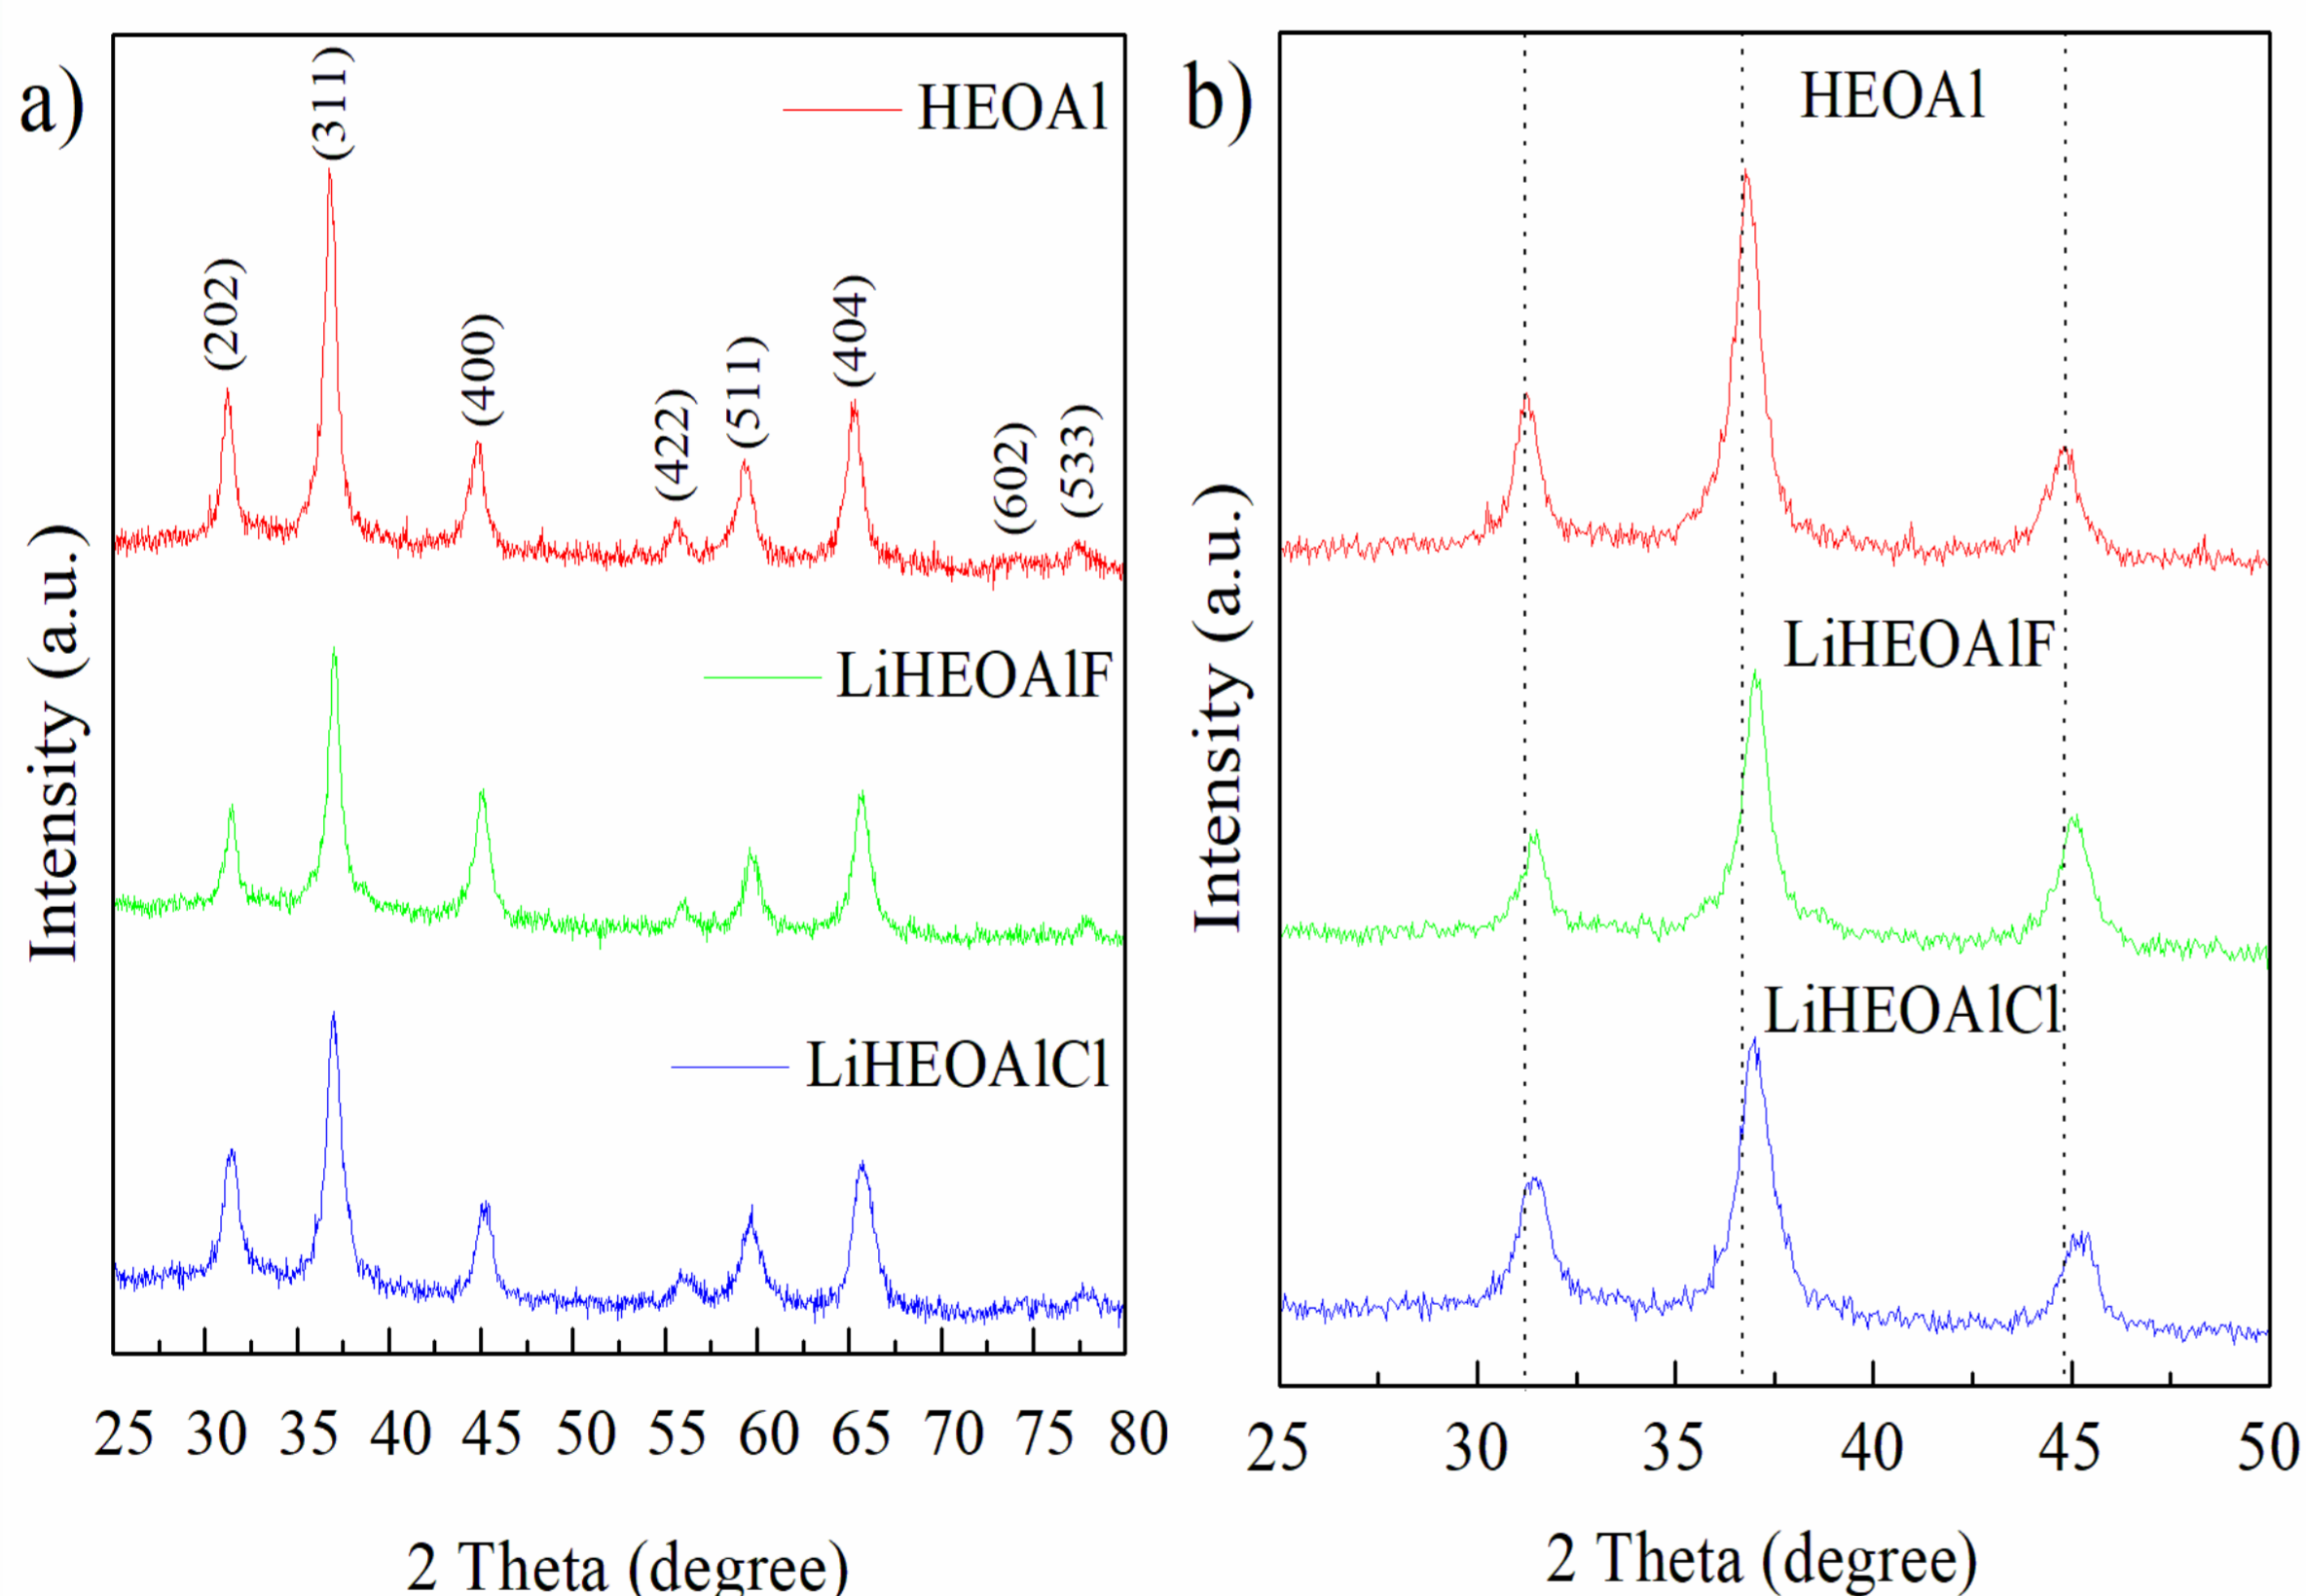 a)
(202)
(311)
(400)
(422)
(511)
(404)
(602)
(533)
HEOAl
LiHEOAlF
LiHEOAlCl
Intensity (a.u.)
25 30 35 40 45 50 55 60 65 70 75 80
2 Theta (degree)
b)
HEOAl
LiHEOAlF
LiHEOAlCl
Intensity (a.u.)
25 30 35 40 45 50
2 Theta (degree)